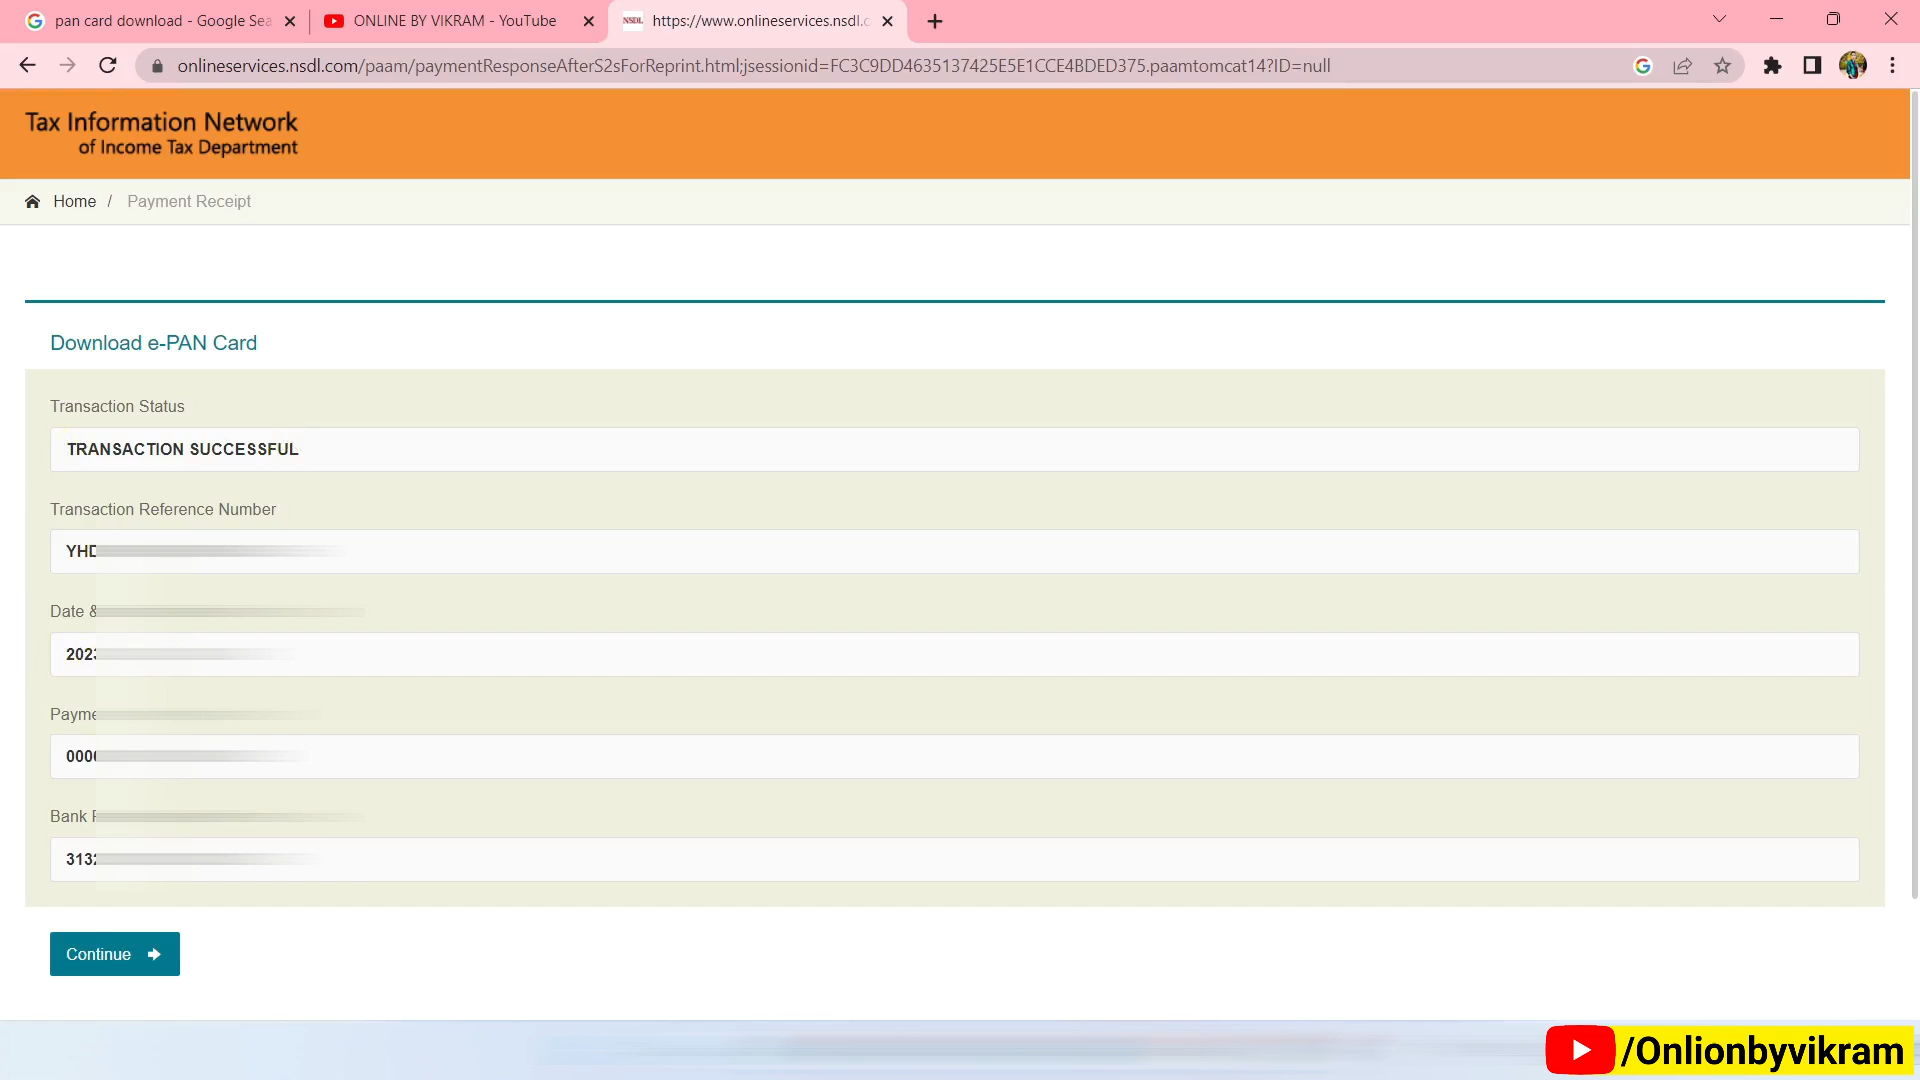 pan card download - Google Sea
ONLINE BY VIKRAM - YouTube
NSDL
https://www.onlineservices.nsdl.c
onlineservices.nsdl.com/paam/paymentResponseAfterS2sForReprint.html;jsessionid=FC3C9DD4635137425E5E1CCE4BDED375.paamtomcat14?ID=null
Tax Information Network
of Income Tax Department
Home / Payment Receipt
Download e-PAN Card
Transaction Status
TRANSACTION SUCCESSFUL
Transaction Reference Number
YHD
Date &
2023
Payme
000
Bank
313
Continue
/Onlionbyvikram